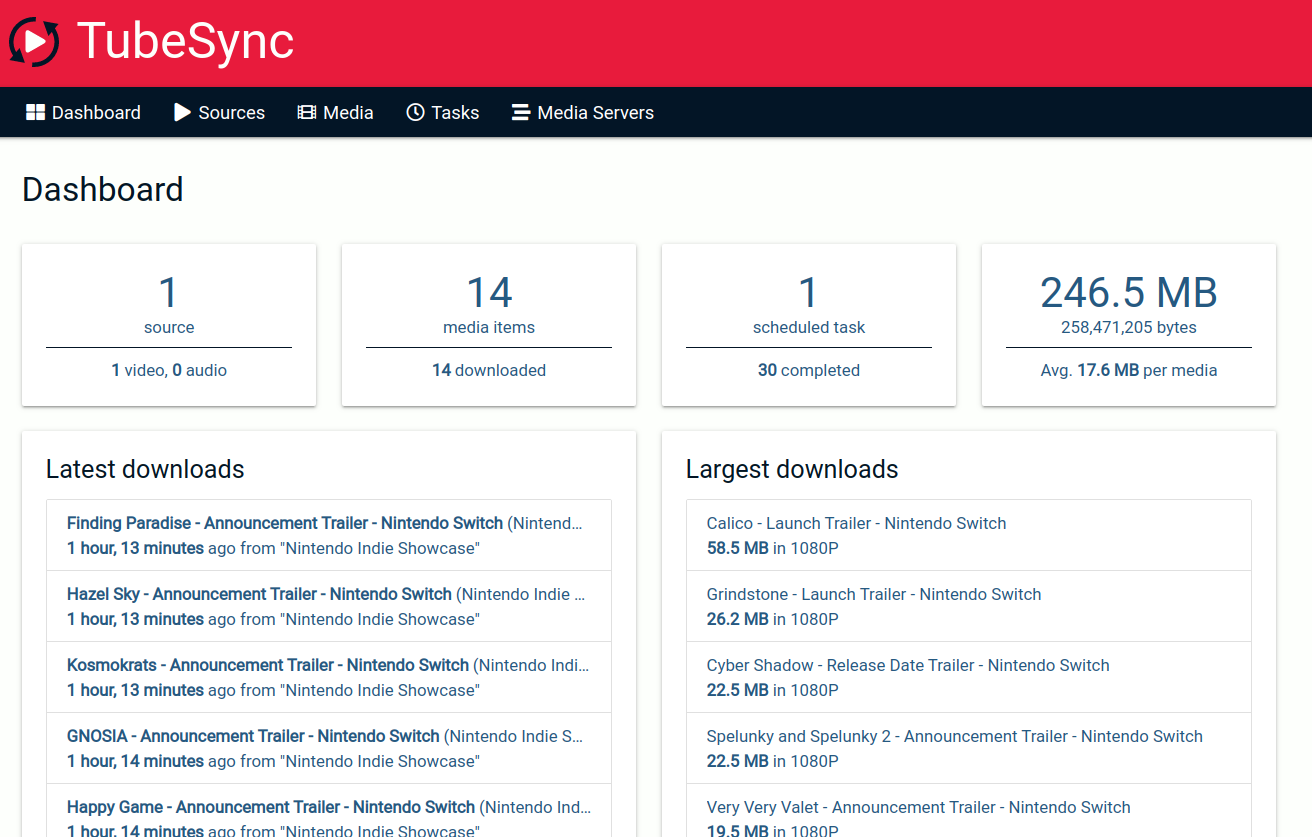 TubeSync
Dashboard Sources Media Tasks Media Servers
Dashboard
1
source
1 video, 0 audio
14
media items
14 downloaded
1
scheduled task
30 completed
246.5 MB
258,471,205 bytes
Avg. 17.6 MB per media
Latest downloads
Finding Paradise - Announcement Trailer - Nintendo Switch (Nintend...
1 hour, 13 minutes ago from "Nintendo Indie Showcase"
Hazel Sky - Announcement Trailer - Nintendo Switch (Nintendo Indie ...
1 hour, 13 minutes ago from "Nintendo Indie Showcase"
Kosmokrats - Announcement Trailer - Nintendo Switch (Nintendo Indi...
1 hour, 13 minutes ago from "Nintendo Indie Showcase"
GNOSIA - Announcement Trailer - Nintendo Switch (Nintendo Indie S...
1 hour, 14 minutes ago from "Nintendo Indie Showcase"
Happy Game - Announcement Trailer - Nintendo Switch (Nintendo Ind...
1 hour, 14 minutes ago from "Nintendo Indie Showcase"
Largest downloads
Calico - Launch Trailer - Nintendo Switch
58.5 MB in 1080P
Grindstone - Launch Trailer - Nintendo Switch
26.2 MB in 1080P
Cyber Shadow - Release Date Trailer - Nintendo Switch
22.5 MB in 1080P
Spelunky and Spelunky 2 - Announcement Trailer - Nintendo Switch
22.5 MB in 1080P
Very Very Valet - Announcement Trailer - Nintendo Switch
19.5 MB in 1080P